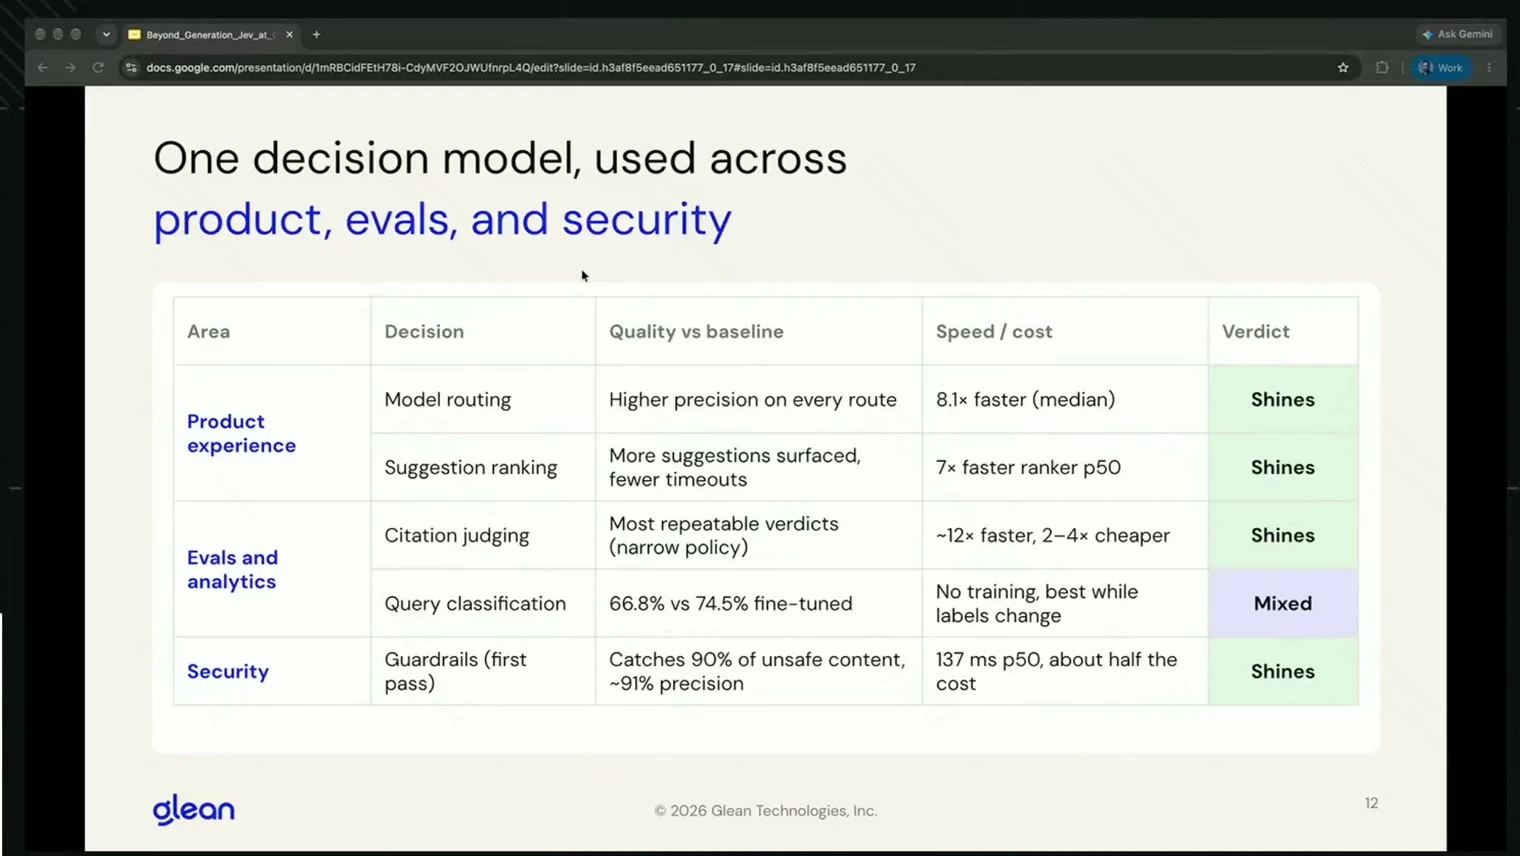 Beyond_Generation_Jev_at_
Ask Gemini
docs.google.com/presentation/d/1mRBCidFEtH78i-CdyMVF2OJWUfnrpL4Q/edit?slide=id.h3af8f5eead651177_0_17#slide=id.h3af8f5eead651177_0_17
Work
One decision model, used across
product, evals, and security
Area
Decision
Quality vs baseline
Speed / cost
Verdict
Product
experience
Model routing
Higher precision on every route
8.1× faster (median)
Shines
Suggestion ranking
More suggestions surfaced,
fewer timeouts
7× faster ranker p50
Shines
Evals and
analytics
Citation judging
Most repeatable verdicts
(narrow policy)
~12× faster, 2–4× cheaper
Shines
Query classification
66.8% vs 74.5% fine-tuned
No training, best while
labels change
Mixed
Security
Guardrails (first
pass)
Catches 90% of unsafe content,
~91% precision
137 ms p50, about half the
cost
Shines
glean
© 2026 Glean Technologies, Inc.
12